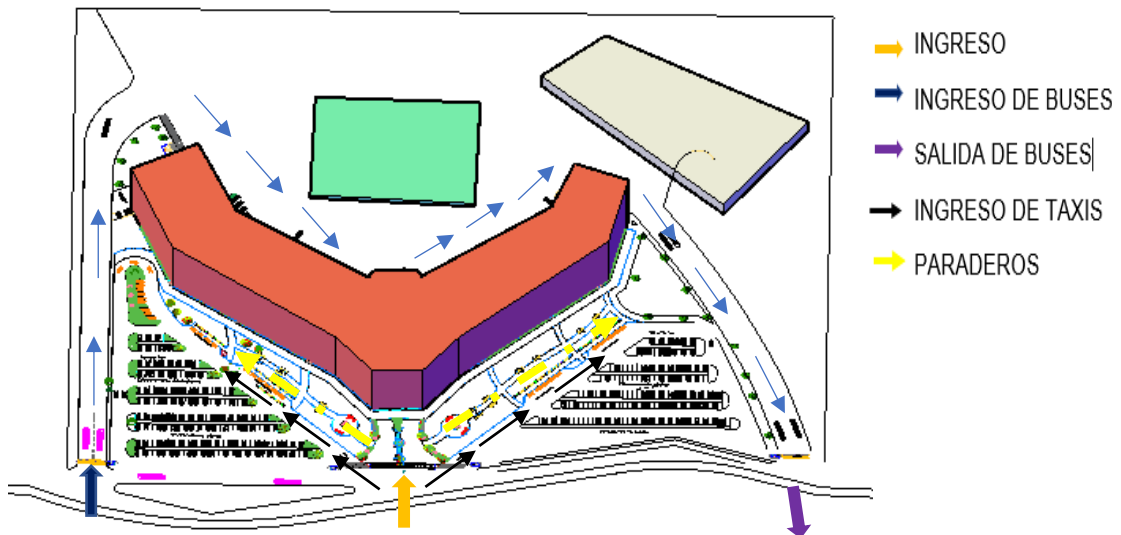 INGRESO
INGRESO DE BUSES
SALIDA DE BUSES
INGRESO DE TAXIS
PARADEROS